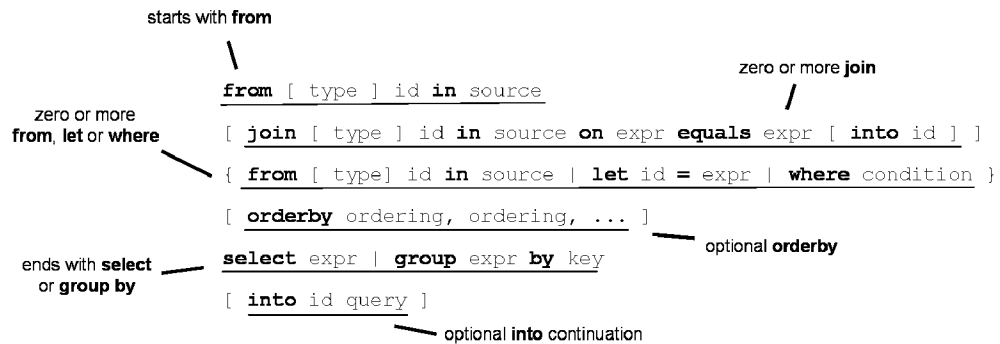 starts with from
zero or more join
from [ type ] id in source
zero or more
from, let or where
[ join [ type ] id in source on expr equals expr [ into id ] ]
{ from [ type] id in source | let id = expr | where condition }
[ orderby ordering, ordering, ... ]
optional orderby
ends with select
or group by
select expr | group expr by key
[ into id query ]
optional into continuation